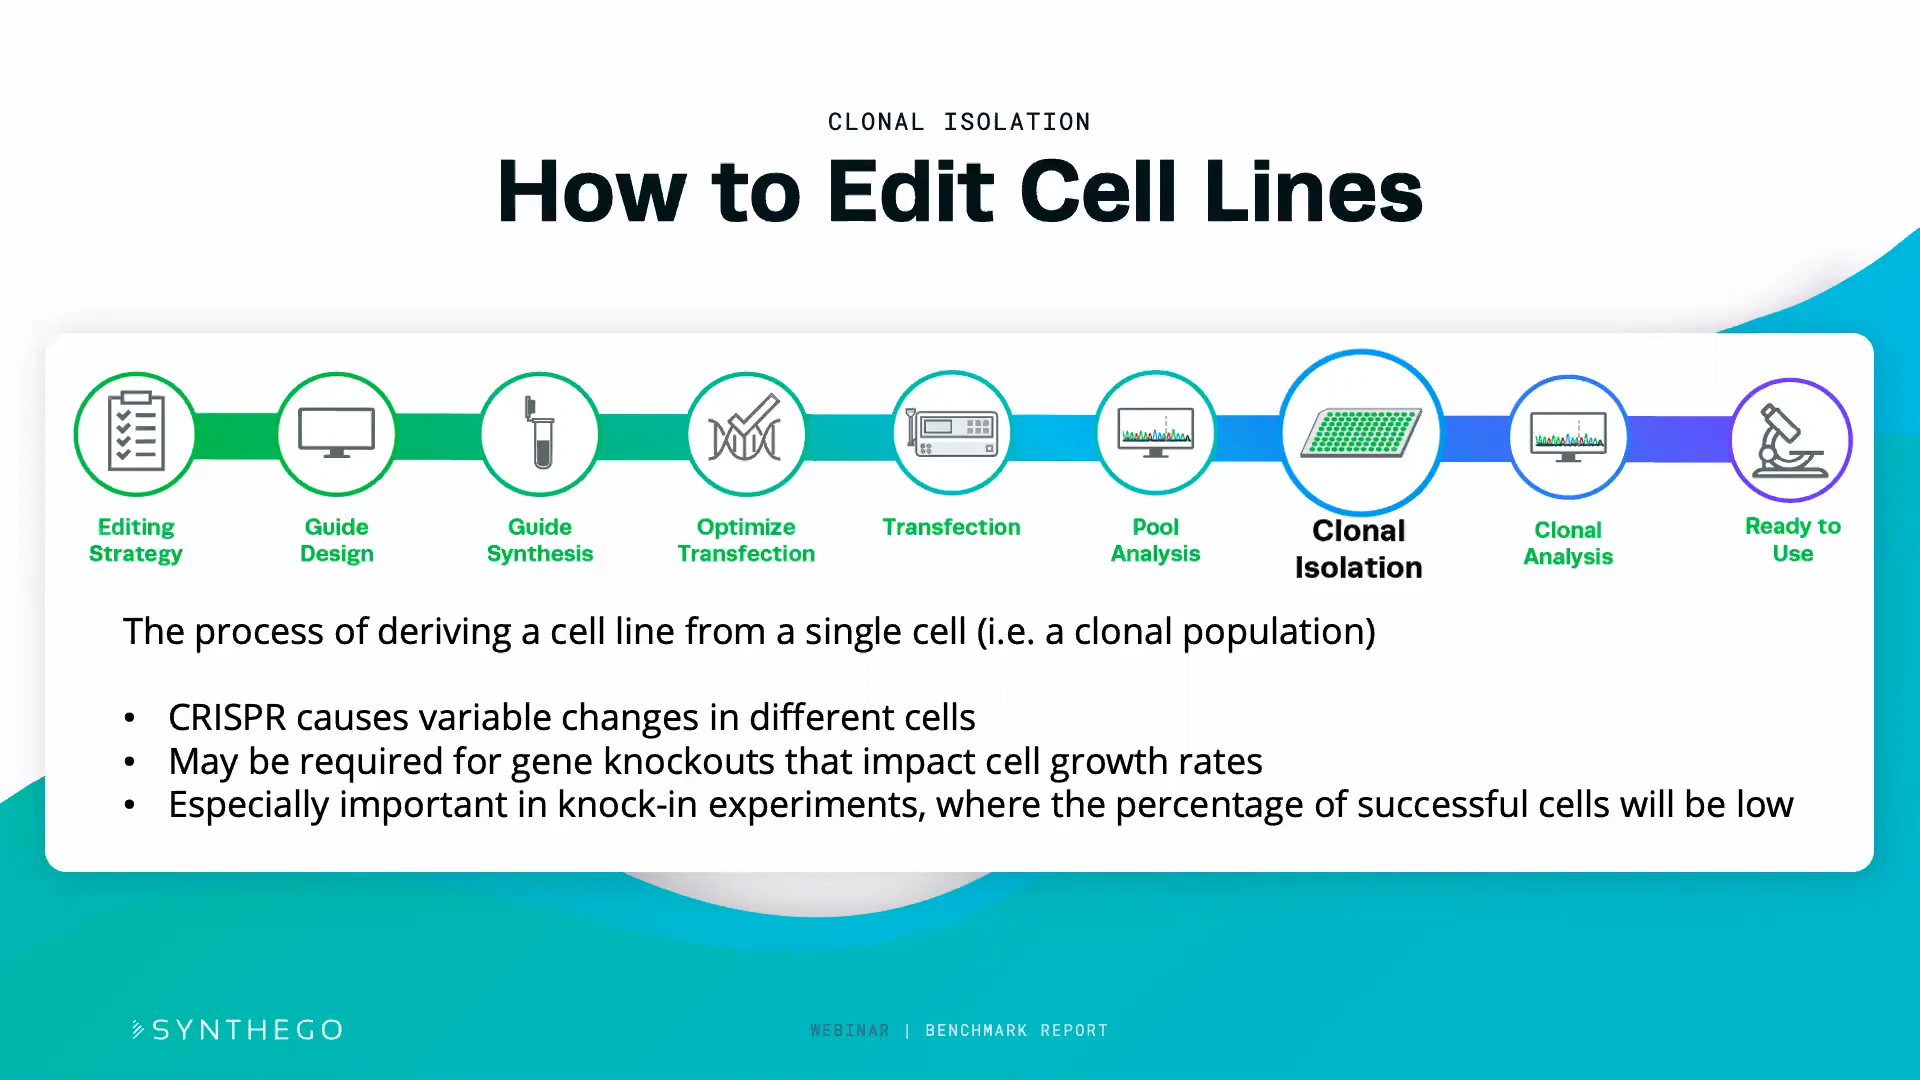 CLONAL ISOLATION
How to Edit Cell Lines
Editing
Strategy
Guide
Design
Guide
Synthesis
Optimize
Transfection
Transfection
Pool
Analysis
Clonal
Isolation
Clonal
Analysis
Ready to
Use
The process of deriving a cell line from a single cell (i.e. a clonal population)
• CRISPR causes variable changes in different cells
• May be required for gene knockouts that impact cell growth rates
• Especially important in knock-in experiments, where the percentage of successful cells will be low
SYNTHEGO
WEBINAR | BENCHMARK REPORT